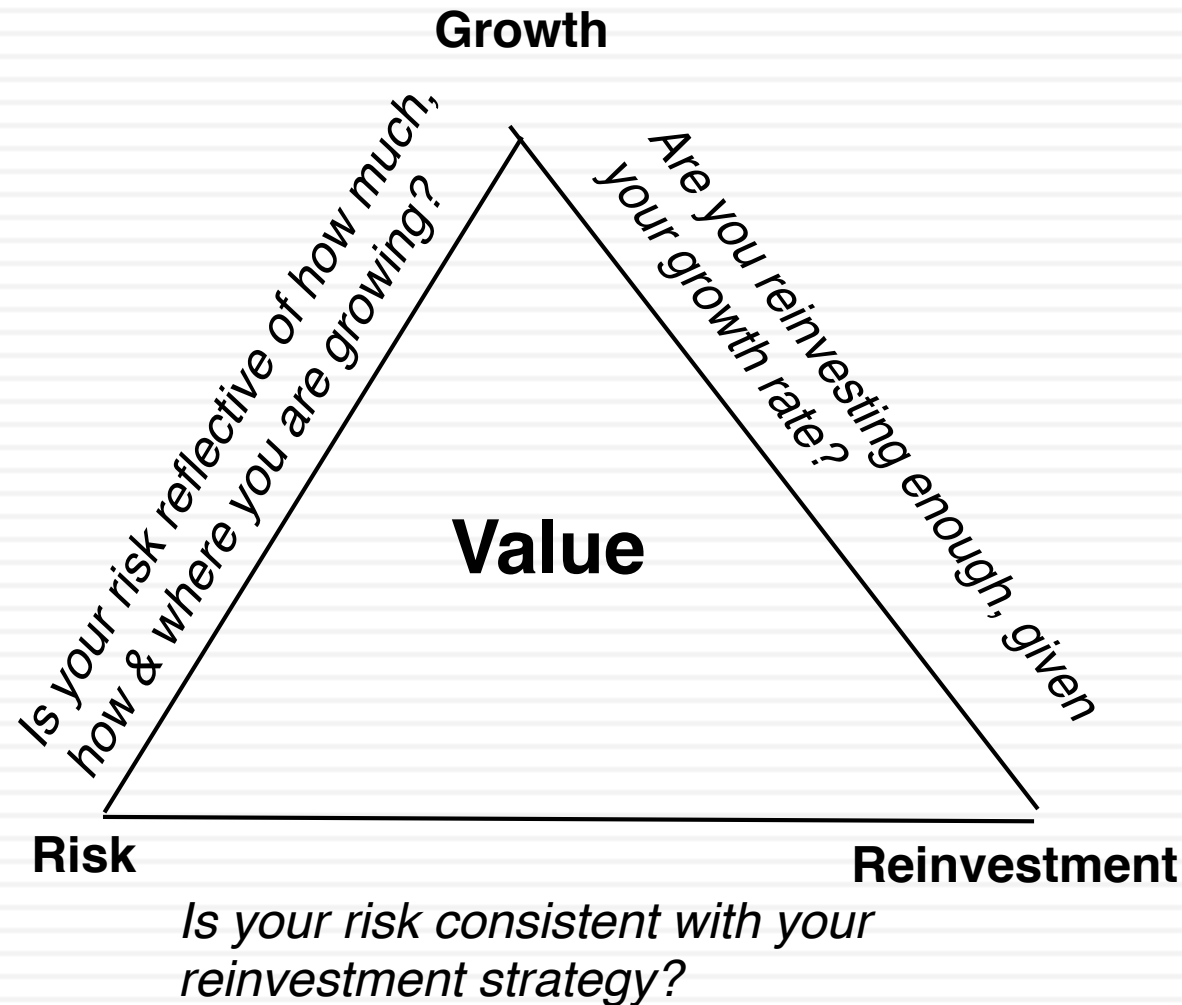 Growth
Is your risk reflective of how much,
how & where you are growing?
Are you reinvesting enough, given
your growth rate?
Value
Risk
Reinvestment
Is your risk consistent with your
reinvestment strategy?